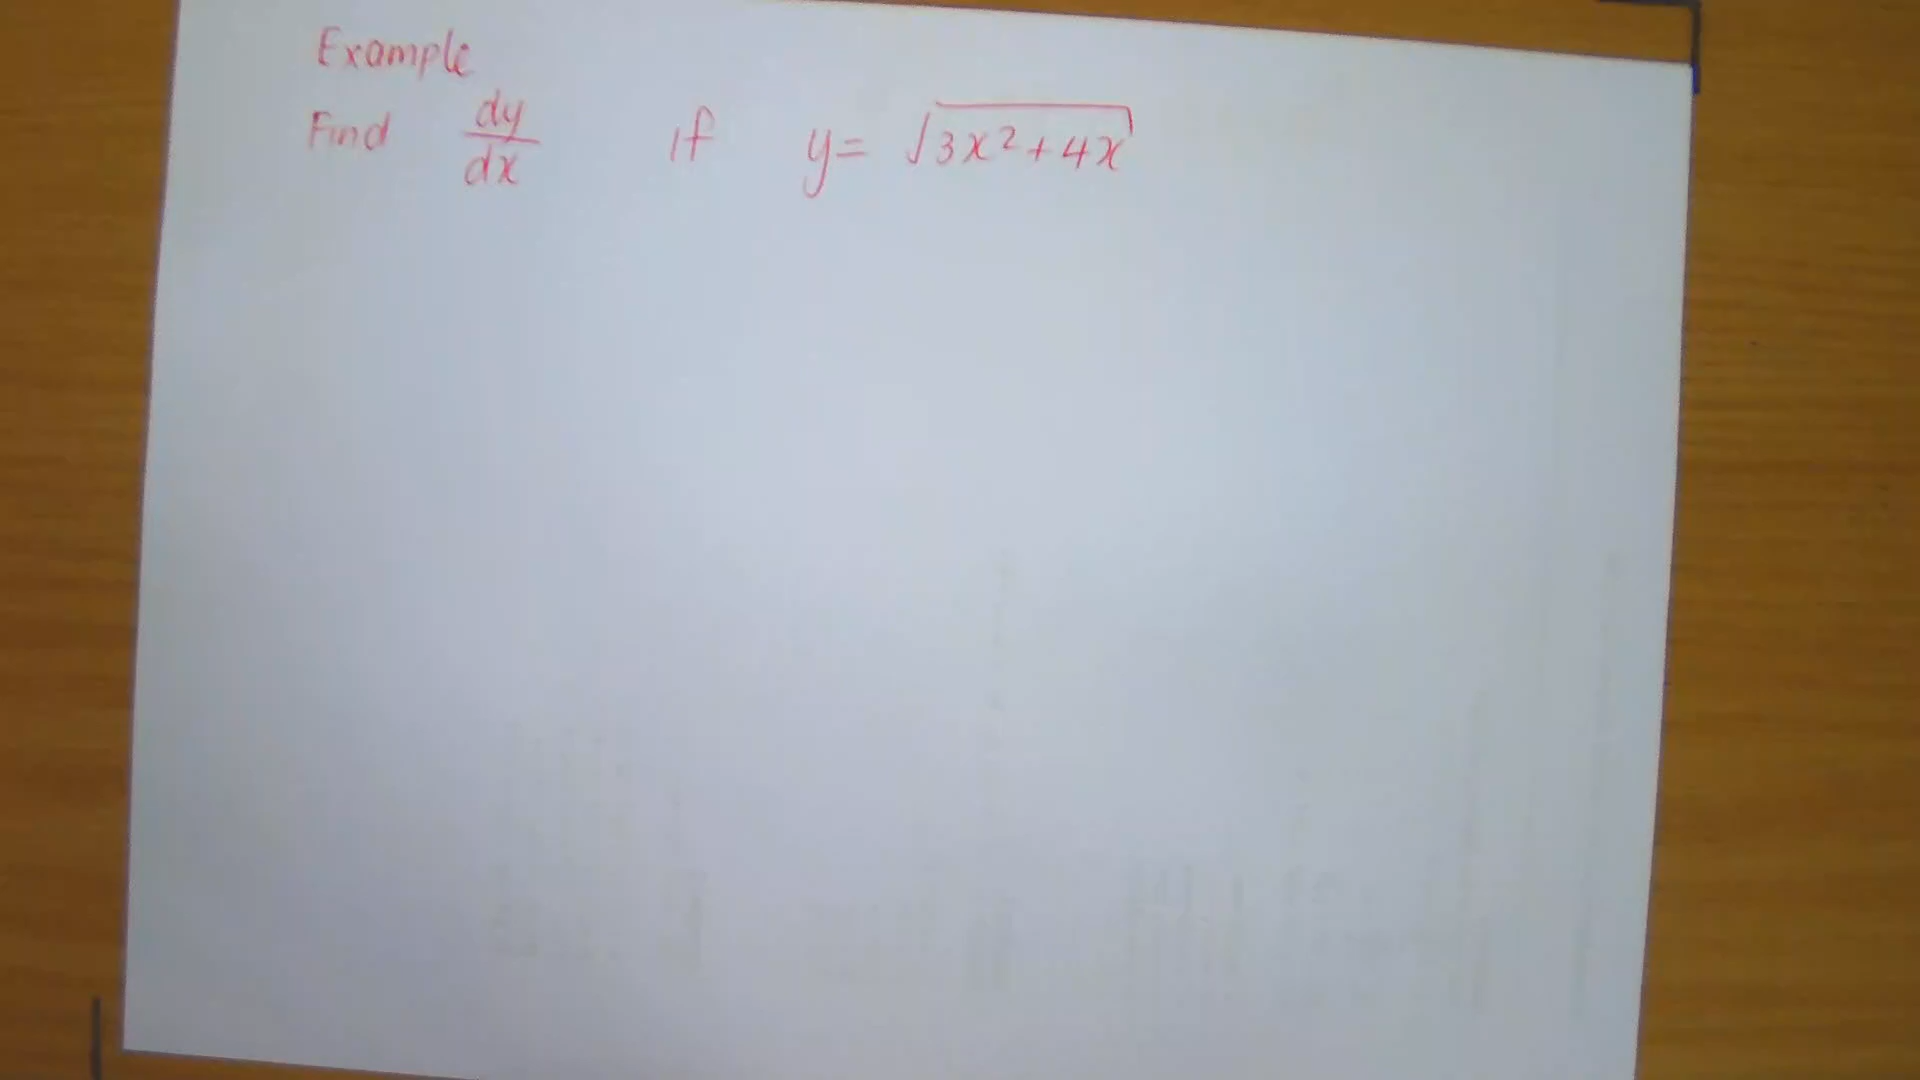 Example
Find dy/dx if y = √(3x²+4x)